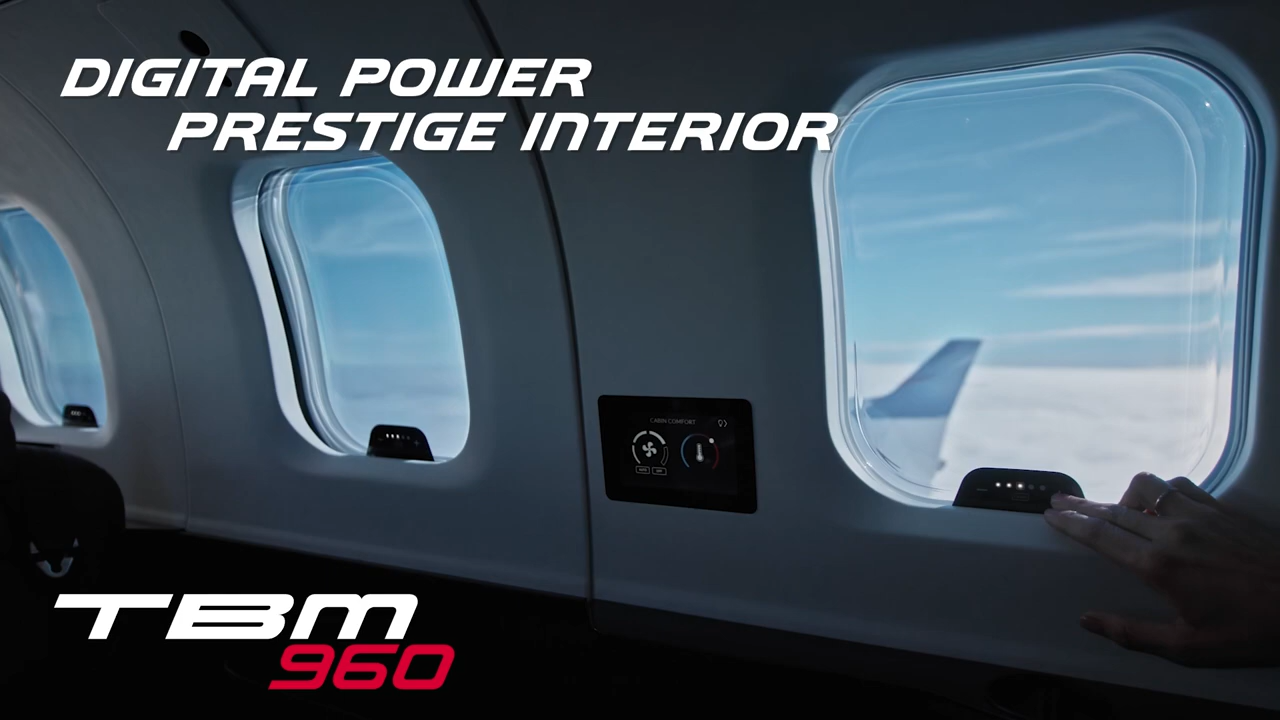 DIGITAL POWER
PRESTIGE INTERIOR
CABIN COMFORT
TBM
960